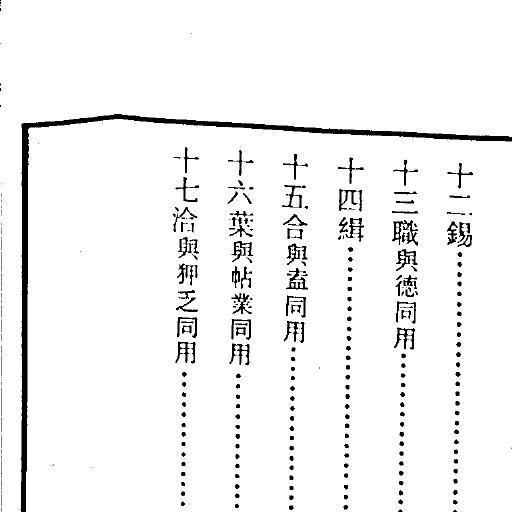 十二錫
十三職與德同用
十四緝
十五合與盍同用
十六葉與帖業同用
十七洽與狎乏同用